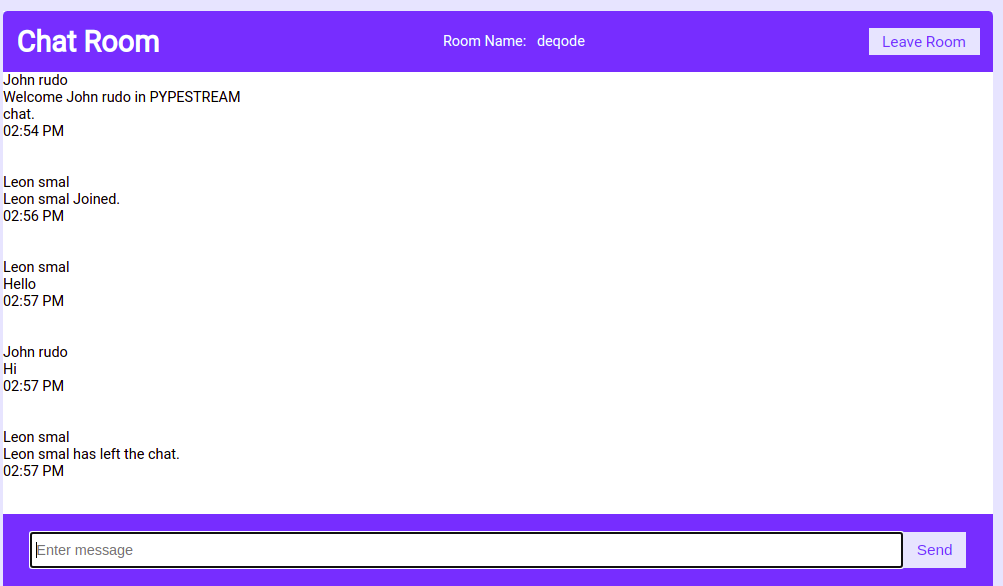 Chat Room
Room Name: deqode
Leave Room
John rudo
Welcome John rudo in PYPESTREAM
chat.
02:54 PM
Leon smal
Leon smal Joined.
02:56 PM
Leon smal
Hello
02:57 PM
John rudo
Hi
02:57 PM
Leon smal
Leon smal has left the chat.
02:57 PM
Enter message
Send